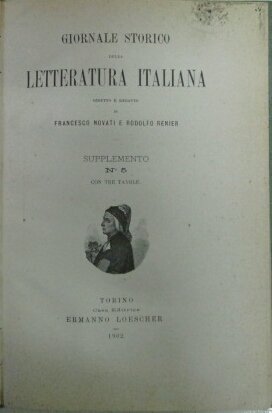 GIORNALE STORICO
DELLA
LETTERATURA ITALIANA
DIRETTO E REDATTO
DA
FRANCESCO NOVATI E RODOLFO RENIER
SUPPLEMENTO
N° 5
CON TRE TAVOLE.
TORINO
Casa Editrice
ERMANNO LOESCHER
1902